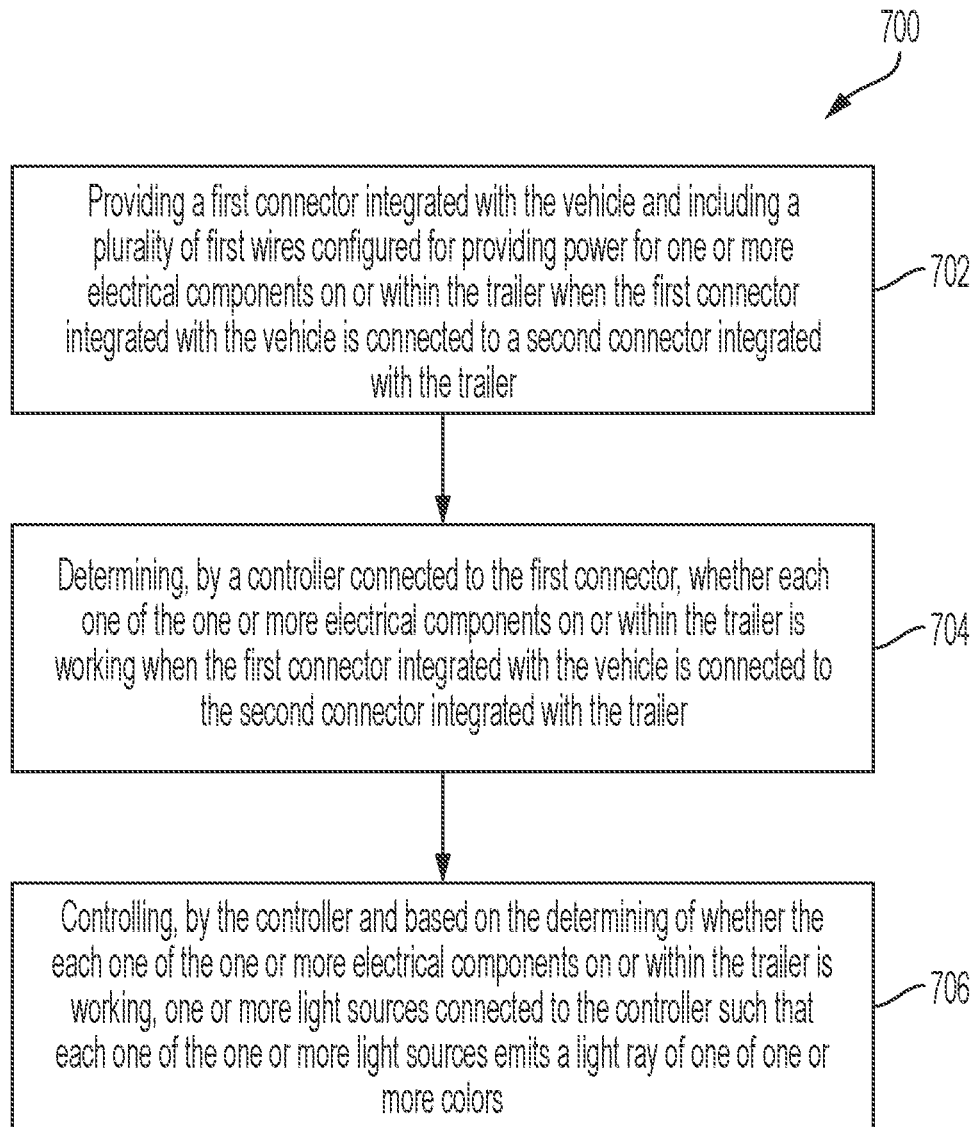 700
Providing a first connector integrated with the vehicle and including a
plurality of first wires configured for providing power for one or more
electrical components on or within the trailer when the first connector
integrated with the vehicle is connected to a second connector integrated
with the trailer
702
Determining, by a controller connected to the first connector, whether each
one of the one or more electrical components on or within the trailer is
working when the first connector integrated with the vehicle is connected to
the second connector integrated with the trailer
704
Controlling, by the controller and based on the determining of whether the
each one of the one or more electrical components on or within the trailer is
working, one or more light sources connected to the controller such that
each one of the one or more light sources emits a light ray of one of one or
more colors
706